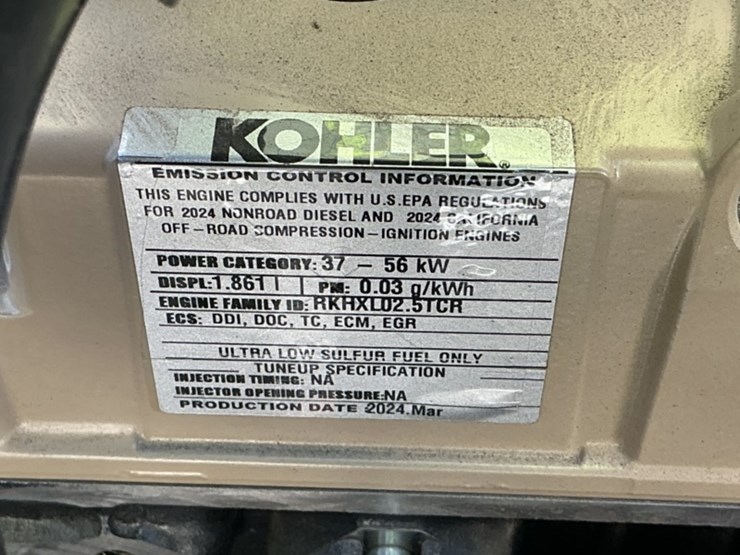 KOHLER®
EMISSION CONTROL INFORMATION
THIS ENGINE COMPLIES WITH U.S.EPA REGULATIONS
FOR 2024 NONROAD DIESEL AND 2024 CALIFORNIA
OFF-ROAD COMPRESSION-IGNITION ENGINES
POWER CATEGORY: 37 - 56 kW
DISPL:1.861 l PM: 0.03 g/kWh
ENGINE FAMILY ID: RKHXL02.5TCR
ECS: DDI, DOC, TC, ECM, EGR
ULTRA LOW SULFUR FUEL ONLY
TUNEUP SPECIFICATION
INJECTION TIMING: NA
INJECTOR OPENING PRESSURE:NA
PRODUCTION DATE 2024.Mar